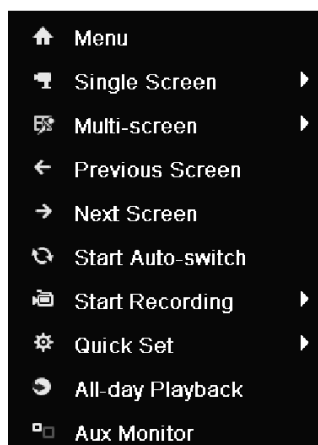 Menu
Single Screen
Multi-screen
Previous Screen
Next Screen
Start Auto-switch
Start Recording
Quick Set
All-day Playback
Aux Monitor